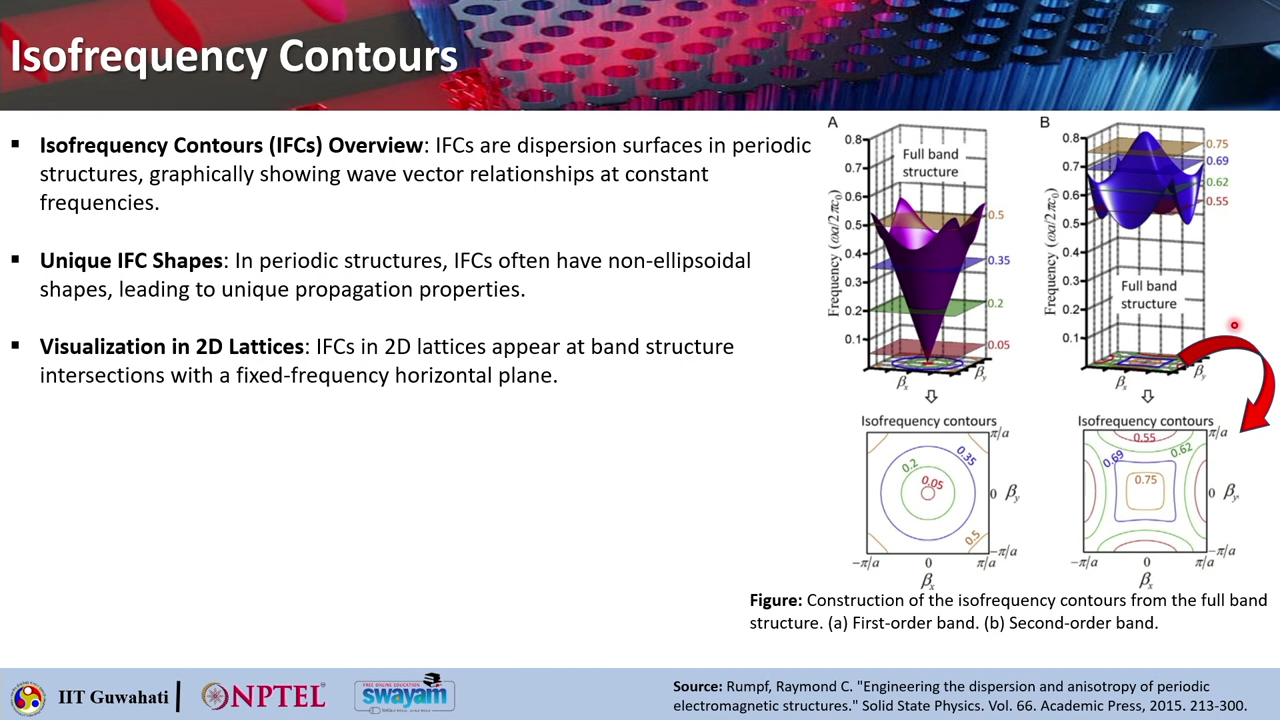 Isofrequency Contours
▪ Isofrequency Contours (IFCs) Overview: IFCs are dispersion surfaces in periodic
structures, graphically showing wave vector relationships at constant
frequencies.
▪ Unique IFC Shapes: In periodic structures, IFCs often have non-ellipsoidal
shapes, leading to unique propagation properties.
▪ Visualization in 2D Lattices: IFCs in 2D lattices appear at band structure
intersections with a fixed-frequency horizontal plane.
A
Frequency (ωa/2πc₀)
0.8
0.7
0.6
0.5
0.4
0.3
0.2
0.1
Full band
structure
0.5
0.35
0.2
0.05
βx
βy
Isofrequency contours
π/a
0 βy
−π/a
0.2
0.35
0.05
0.5
−π/a 0 π/a
βx
B
Frequency (ωa/2πc₀)
0.8
0.7
0.6
0.5
0.4
0.3
0.2
0.1
Full band
structure
0.75
0.69
0.62
0.55
βx
βy
Isofrequency contours
π/a
0 βy
−π/a
0.55
0.69
0.62
0.75
−π/a 0 π/a
βx
Figure: Construction of the isofrequency contours from the full band
structure. (a) First-order band. (b) Second-order band.
IIT Guwahati
NPTEL
FREE ONLINE EDUCATION
swayam
Source: Rumpf, Raymond C. "Engineering the dispersion and anisotropy of periodic
electromagnetic structures." Solid State Physics. Vol. 66. Academic Press, 2015. 213-300.